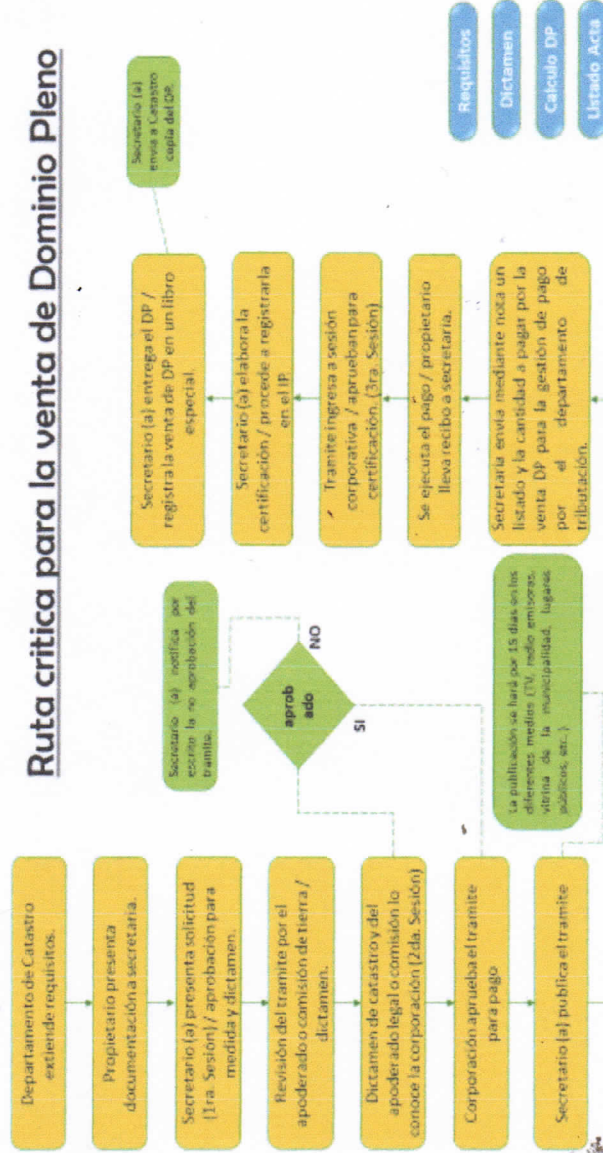 Ruta critica para la venta de Dominio Pleno
Departamento de Catastro
extiende requisitos.
Propietario presenta
documentación a secretaria.
Secretario (a) presenta solicitud
(1ra. Sesión) / aprobación para
medida y dictamen.
Revisión del tramite por el
apoderado o comisión de tierra /
dictamen.
Dictamen de catastro y del
apoderado legal o comisión lo
conoce la corporación (2da. Sesión)
Corporación aprueba el tramite
para pago
Secretario (a) publica el tramite
Secretario (a) notifica por
escrito la no aprobación del
tramite.
aprob
ado
NO
SI
La publicación se hará por 15 días en los
diferentes medios (TV, radio emisoras,
vitrina de la municipalidad, lugares
públicos, etc.)
Secretario (a) entrega el DP /
registra la venta de DP en un libro
especial.
Secretario (a) elabora la
certificación / procede a registrarla
en el IP.
Tramite ingresa a sesión
corporativa / aprueban para
certificación. (3ra. Sesión)
Se ejecuta el pago / propietario
lleva recibo a secretaria.
Secretaria envía mediante nota un
listado y la cantidad a pagar por la
venta DP para la gestión de pago
por el departamento de
tributación.
Secretario (a)
envía a Catastro
copia del DP.
Requisitos
Dictamen
Calculo DP
Listado Acta